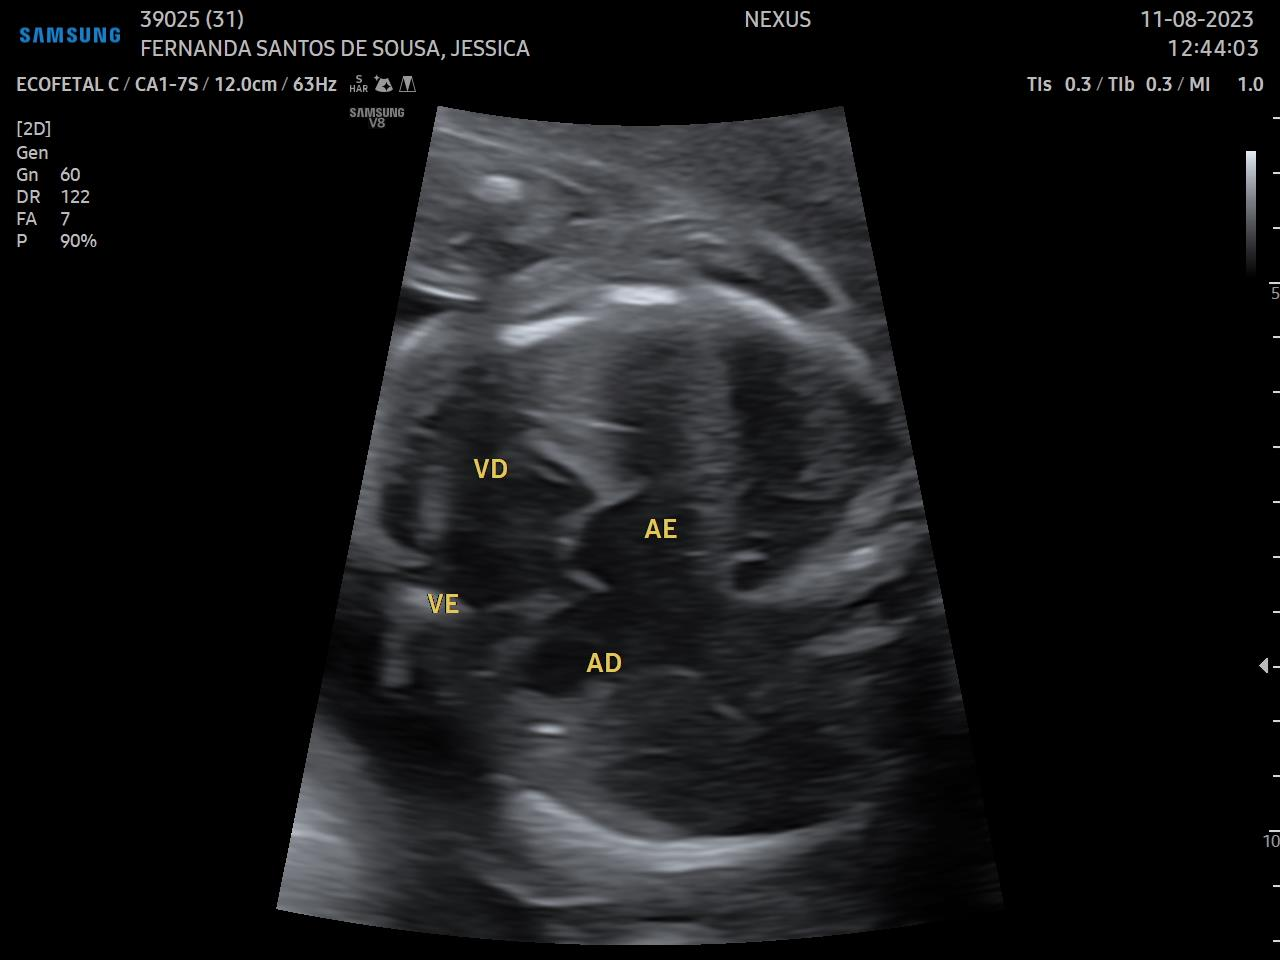 SAMSUNG
39025 (31)
NEXUS
11-08-2023
FERNANDA SANTOS DE SOUSA, JESSICA
12:44:03
ECOFETAL C / CA1-7S / 12.0cm / 63Hz
S
HAR
TIs 0.3 / TIb 0.3 / MI 1.0
SAMSUNG
V8
[2D]
Gen
Gn 60
DR 122
FA 7
P 90%
5
VD
AE
VE
AD
10